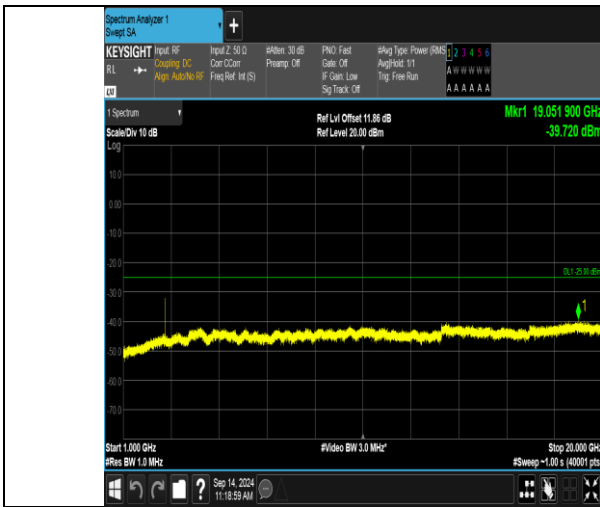 Spectrum Analyzer 1
Swept SA
+
KEYSIGHT Input: RF Input Z: 50 Ω #Atten: 30 dB PNO: Fast #Avg Type: Power (RMS 1 2 3 4 5 6
RL Coupling: DC Corr CCorr Preamp: Off Gate: Off Avg|Hold: 1/1 A W W W W W
Align: Auto/No RF Freq Ref: Int (S) IF Gain: Low Trig: Free Run
Sig Track: Off A A A A A A
LXI
1 Spectrum Ref Lvl Offset 11.86 dB Mkr1 19.051 900 GHz
Scale/Div 10 dB Ref Level 20.00 dBm -39.720 dBm
Log
10.0
0.00
-10.0
-20.0
DL1 -25.00 dBm
-30.0
1
-40.0
-50.0
-60.0
-70.0
Start 1.000 GHz #Video BW 3.0 MHz* Stop 20.000 GHz
#Res BW 1.0 MHz #Sweep ~1.00 s (40001 pts
? Sep 14, 2024
11:18:59 AM